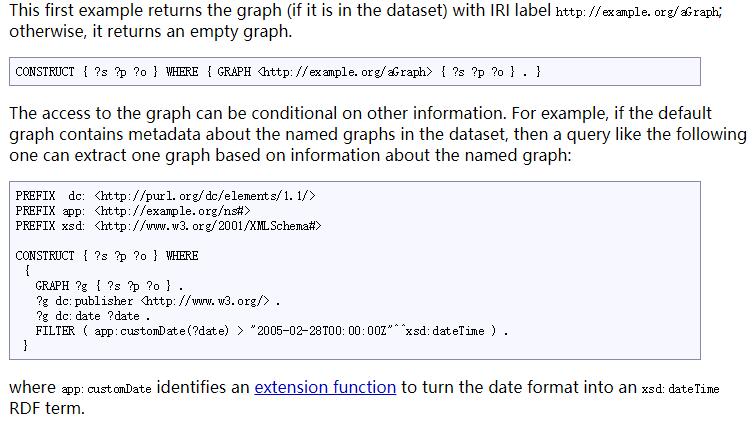 This first example returns the graph (if it is in the dataset) with IRI label http://example.org/aGraph;
otherwise, it returns an empty graph.
CONSTRUCT { ?s ?p ?o } WHERE { GRAPH <http://example.org/aGraph> { ?s ?p ?o } . }
The access to the graph can be conditional on other information. For example, if the default
graph contains metadata about the named graphs in the dataset, then a query like the following
one can extract one graph based on information about the named graph:
PREFIX  dc: <http://purl.org/dc/elements/1.1/>
PREFIX app: <http://example.org/ns#>
PREFIX xsd: <http://www.w3.org/2001/XMLSchema#>
CONSTRUCT { ?s ?p ?o } WHERE
{
GRAPH ?g { ?s ?p ?o } .
?g dc:publisher <http://www.w3.org/> .
?g dc:date ?date .
FILTER ( app:customDate(?date) > "2005-02-28T00:00:00Z"^^xsd:dateTime ) .
}
where app:customDate identifies an extension function to turn the date format into an xsd:dateTime
RDF term.